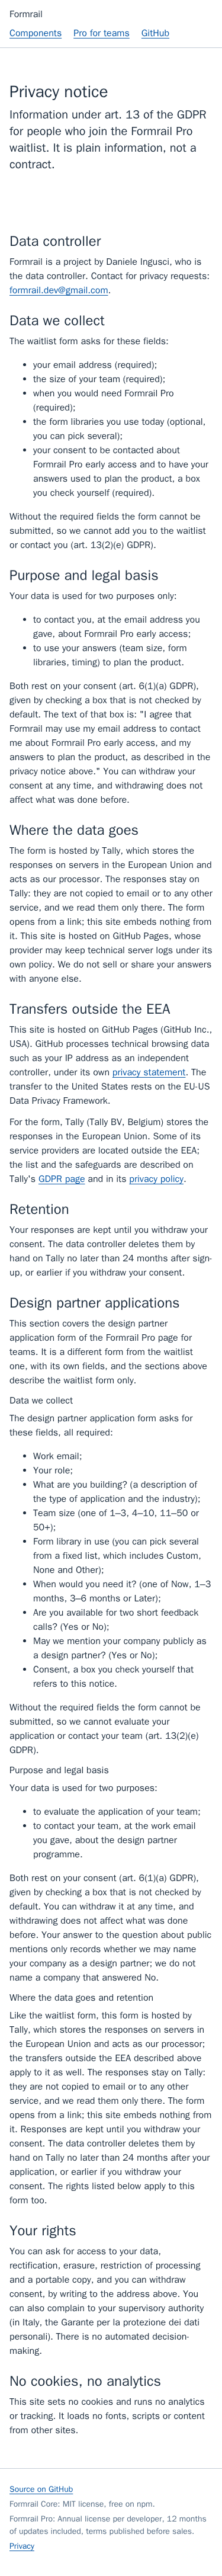 Formrail
Components Pro for teams GitHub
Privacy notice
Information under art. 13 of the GDPR
for people who join the Formrail Pro
waitlist. It is plain information, not a
contract.
Data controller
Formrail is a project by Daniele Ingusci, who is
the data controller. Contact for privacy requests:
formrail.dev@gmail.com.
Data we collect
The waitlist form asks for these fields:
• your email address (required);
• the size of your team (required);
• when you would need Formrail Pro
(required);
• the form libraries you use today (optional,
you can pick several);
• your consent to be contacted about
Formrail Pro early access and to have your
answers used to plan the product, a box
you check yourself (required).
Without the required fields the form cannot be
submitted, so we cannot add you to the waitlist
or contact you (art. 13(2)(e) GDPR).
Purpose and legal basis
Your data is used for two purposes only:
• to contact you, at the email address you
gave, about Formrail Pro early access;
• to use your answers (team size, form
libraries, timing) to plan the product.
Both rest on your consent (art. 6(1)(a) GDPR),
given by checking a box that is not checked by
default. The text of that box is: "I agree that
Formrail may use my email address to contact
me about Formrail Pro early access, and my
answers to plan the product, as described in the
privacy notice above." You can withdraw your
consent at any time, and withdrawing does not
affect what was done before.
Where the data goes
The form is hosted by Tally, which stores the
responses on servers in the European Union and
acts as our processor. The responses stay on
Tally: they are not copied to email or to any other
service, and we read them only there. The form
opens from a link; this site embeds nothing from
it. This site is hosted on GitHub Pages, whose
provider may keep technical server logs under its
own policy. We do not sell or share your answers
with anyone else.
Transfers outside the EEA
This site is hosted on GitHub Pages (GitHub Inc.,
USA). GitHub processes technical browsing data
such as your IP address as an independent
controller, under its own privacy statement. The
transfer to the United States rests on the EU-US
Data Privacy Framework.
For the form, Tally (Tally BV, Belgium) stores the
responses in the European Union. Some of its
service providers are located outside the EEA;
the list and the safeguards are described on
Tally's GDPR page and in its privacy policy.
Retention
Your responses are kept until you withdraw your
consent. The data controller deletes them by
hand on Tally no later than 24 months after sign-
up, or earlier if you withdraw your consent.
Design partner applications
This section covers the design partner
application form of the Formrail Pro page for
teams. It is a different form from the waitlist
one, with its own fields, and the sections above
describe the waitlist form only.
Data we collect
The design partner application form asks for
these fields, all required:
• Work email;
• Your role;
• What are you building? (a description of
the type of application and the industry);
• Team size (one of 1–3, 4–10, 11–50 or
50+);
• Form library in use (you can pick several
from a fixed list, which includes Custom,
None and Other);
• When would you need it? (one of Now, 1–3
months, 3–6 months or Later);
• Are you available for two short feedback
calls? (Yes or No);
• May we mention your company publicly as
a design partner? (Yes or No);
• Consent, a box you check yourself that
refers to this notice.
Without the required fields the form cannot be
submitted, so we cannot evaluate your
application or contact your team (art. 13(2)(e)
GDPR).
Purpose and legal basis
Your data is used for two purposes:
• to evaluate the application of your team;
• to contact your team, at the work email
you gave, about the design partner
programme.
Both rest on your consent (art. 6(1)(a) GDPR),
given by checking a box that is not checked by
default. You can withdraw it at any time, and
withdrawing does not affect what was done
before. Your answer to the question about public
mentions only records whether we may name
your company as a design partner; we do not
name a company that answered No.
Where the data goes and retention
Like the waitlist form, this form is hosted by
Tally, which stores the responses on servers in
the European Union and acts as our processor;
the transfers outside the EEA described above
apply to it as well. The responses stay on Tally:
they are not copied to email or to any other
service, and we read them only there. The form
opens from a link; this site embeds nothing from
it. Responses are kept until you withdraw your
consent. The data controller deletes them by
hand on Tally no later than 24 months after your
application, or earlier if you withdraw your
consent. The rights listed below apply to this
form too.
Your rights
You can ask for access to your data,
rectification, erasure, restriction of processing
and a portable copy, and you can withdraw
consent, by writing to the address above. You
can also complain to your supervisory authority
(in Italy, the Garante per la protezione dei dati
personali). There is no automated decision-
making.
No cookies, no analytics
This site sets no cookies and runs no analytics
or tracking. It loads no fonts, scripts or content
from other sites.
Source on GitHub
Formrail Core: MIT license, free on npm.
Formrail Pro: Annual license per developer, 12 months
of updates included, terms published before sales.
Privacy